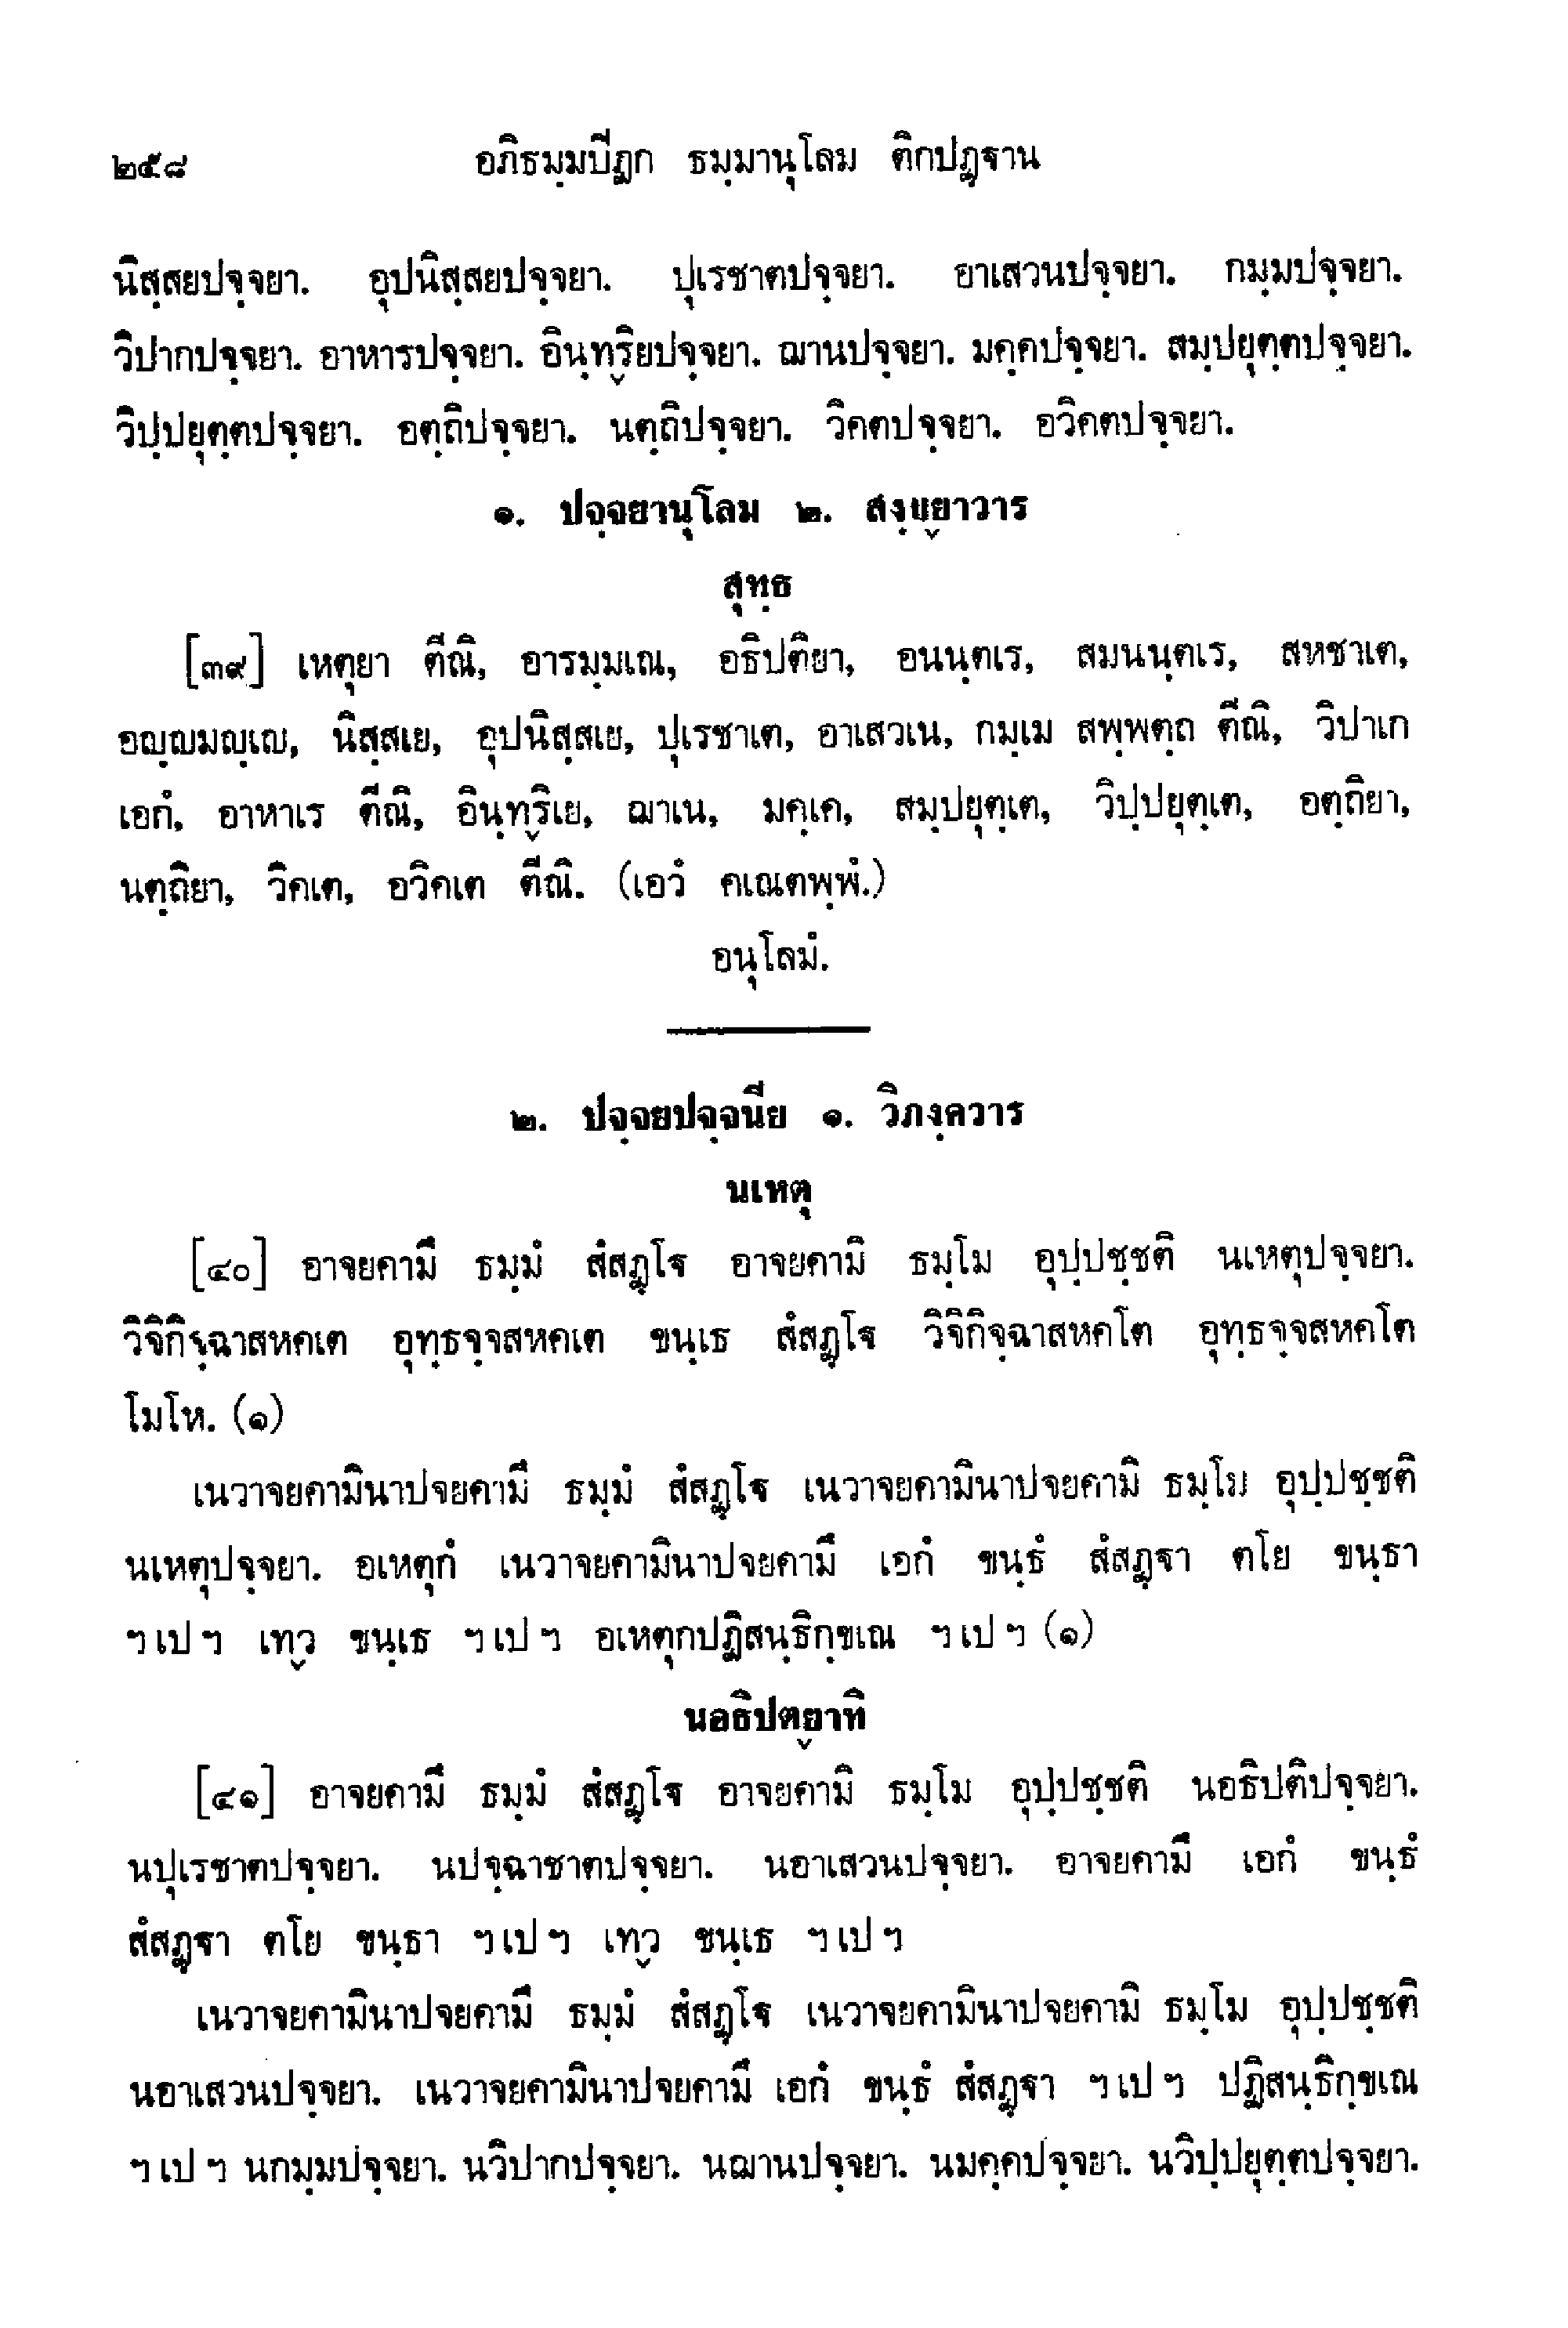 ๒๕๘ อภิธมฺมปิฏก ธมฺมานุโลม ติกปฏฺฐาน
นิสฺสยปจฺจยา. อุปนิสฺสยปจฺจยา. ปุเรชาตปจฺจยา. อาเสวนปจฺจยา. กมฺมปจฺจยา.
วิปากปจฺจยา. อาหารปจฺจยา. อินฺทฺริยปจฺจยา. ฌานปจฺจยา. มคฺคปจฺจยา. สมฺปยุตฺตปจฺจยา.
วิปฺปยุตฺตปจฺจยา. อตฺถิปจฺจยา. นตฺถิปจฺจยา. วิคตปจฺจยา. อวิคตปจฺจยา.
๑. ปจฺจยานุโลม ๒. สงฺขฺยาวาร
สุทฺธ
[๓๙] เหตุยา ตีณิ, อารมฺมเณ, อธิปติยา, อนนฺตเร, สมนนฺตเร, สหชาเต,
อญฺญมญฺเญ, นิสฺสเย, อุปนิสฺสเย, ปุเรชาเต, อาเสวเน, กมฺเม สพฺพตฺถ ตีณิ, วิปาเก
เอกํ, อาหาเร ตีณิ, อินฺทฺริเย, ฌาเน, มคฺเค, สมฺปยุตฺเต, วิปฺปยุตฺเต, อตฺถิยา,
นตฺถิยา, วิคเต, อวิคเต ตีณิ. (เอวํ คเณตพฺพํ.)
อนุโลมํ.
๒. ปจฺจยปจฺจนีย ๑. วิภงฺควาร
นเหตุ
[๔๐] อาจยคามึ ธมฺมํ สํสฏฺโฐ อาจยคามิ ธมฺโม อุปฺปชฺชติ นเหตุปจฺจยา.
วิจิกิจฺฉาสหคเต อุทฺธจฺจสหคเต ขนฺเธ สํสฏฺโฐ วิจิกิจฺฉาสหคโต อุทฺธจฺจสหคโต
โมโห. (๑)
เนวาจยคามินาปจยคามึ ธมฺมํ สํสฏฺโฐ เนวาจยคามินาปจยคามิ ธมฺโม อุปฺปชฺชติ
นเหตุปจฺจยา. อเหตุกํ เนวาจยคามินาปจยคามึ เอกํ ขนฺธํ สํสฏฺฐา ตโย ขนฺธา
ฯ เป ฯ เทฺว ขนฺเธ ฯ เป ฯ อเหตุกปฏิสนฺธิกฺขเณ ฯ เป ฯ (๑)
นอธิปตฺยาทิ
[๔๑] อาจยคามึ ธมฺมํ สํสฏฺโฐ อาจยคามิ ธมฺโม อุปฺปชฺชติ นอธิปติปจฺจยา.
นปุเรชาตปจฺจยา. นปจฺฉาชาตปจฺจยา. นอาเสวนปจฺจยา. อาจยคามึ เอกํ ขนฺธํ
สํสฏฺฐา ตโย ขนฺธา ฯ เป ฯ เทฺว ขนฺเธ ฯ เป ฯ
เนวาจยคามินาปจยคามึ ธมฺมํ สํสฏฺโฐ เนวาจยคามินาปจยคามิ ธมฺโม อุปฺปชฺชติ
นอาเสวนปจฺจยา. เนวาจยคามินาปจยคามึ เอกํ ขนฺธํ สํสฏฺฐา ฯ เป ฯ ปฏิสนฺธิกฺขเณ
ฯ เป ฯ นกมฺมปจฺจยา. นวิปากปจฺจยา. นฌานปจฺจยา. นมคฺคปจฺจยา. นวิปฺปยุตฺตปจฺจยา.